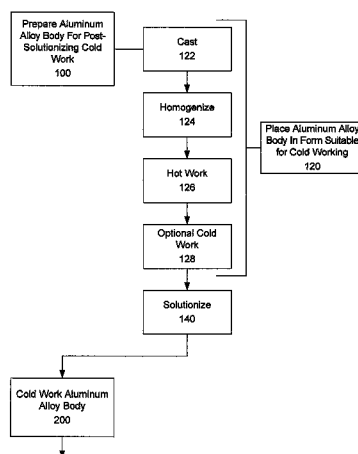 Prepare Aluminum
Alloy Body For Post-
Solutionizing Cold
Work
100
Cast
122
Homogenize
124
Hot Work
126
Place Aluminum Alloy
Body In Form Suitable
for Cold Working
120
Optional Cold
Work
128
Solutionize
140
Cold Work Aluminum
Alloy Body
200